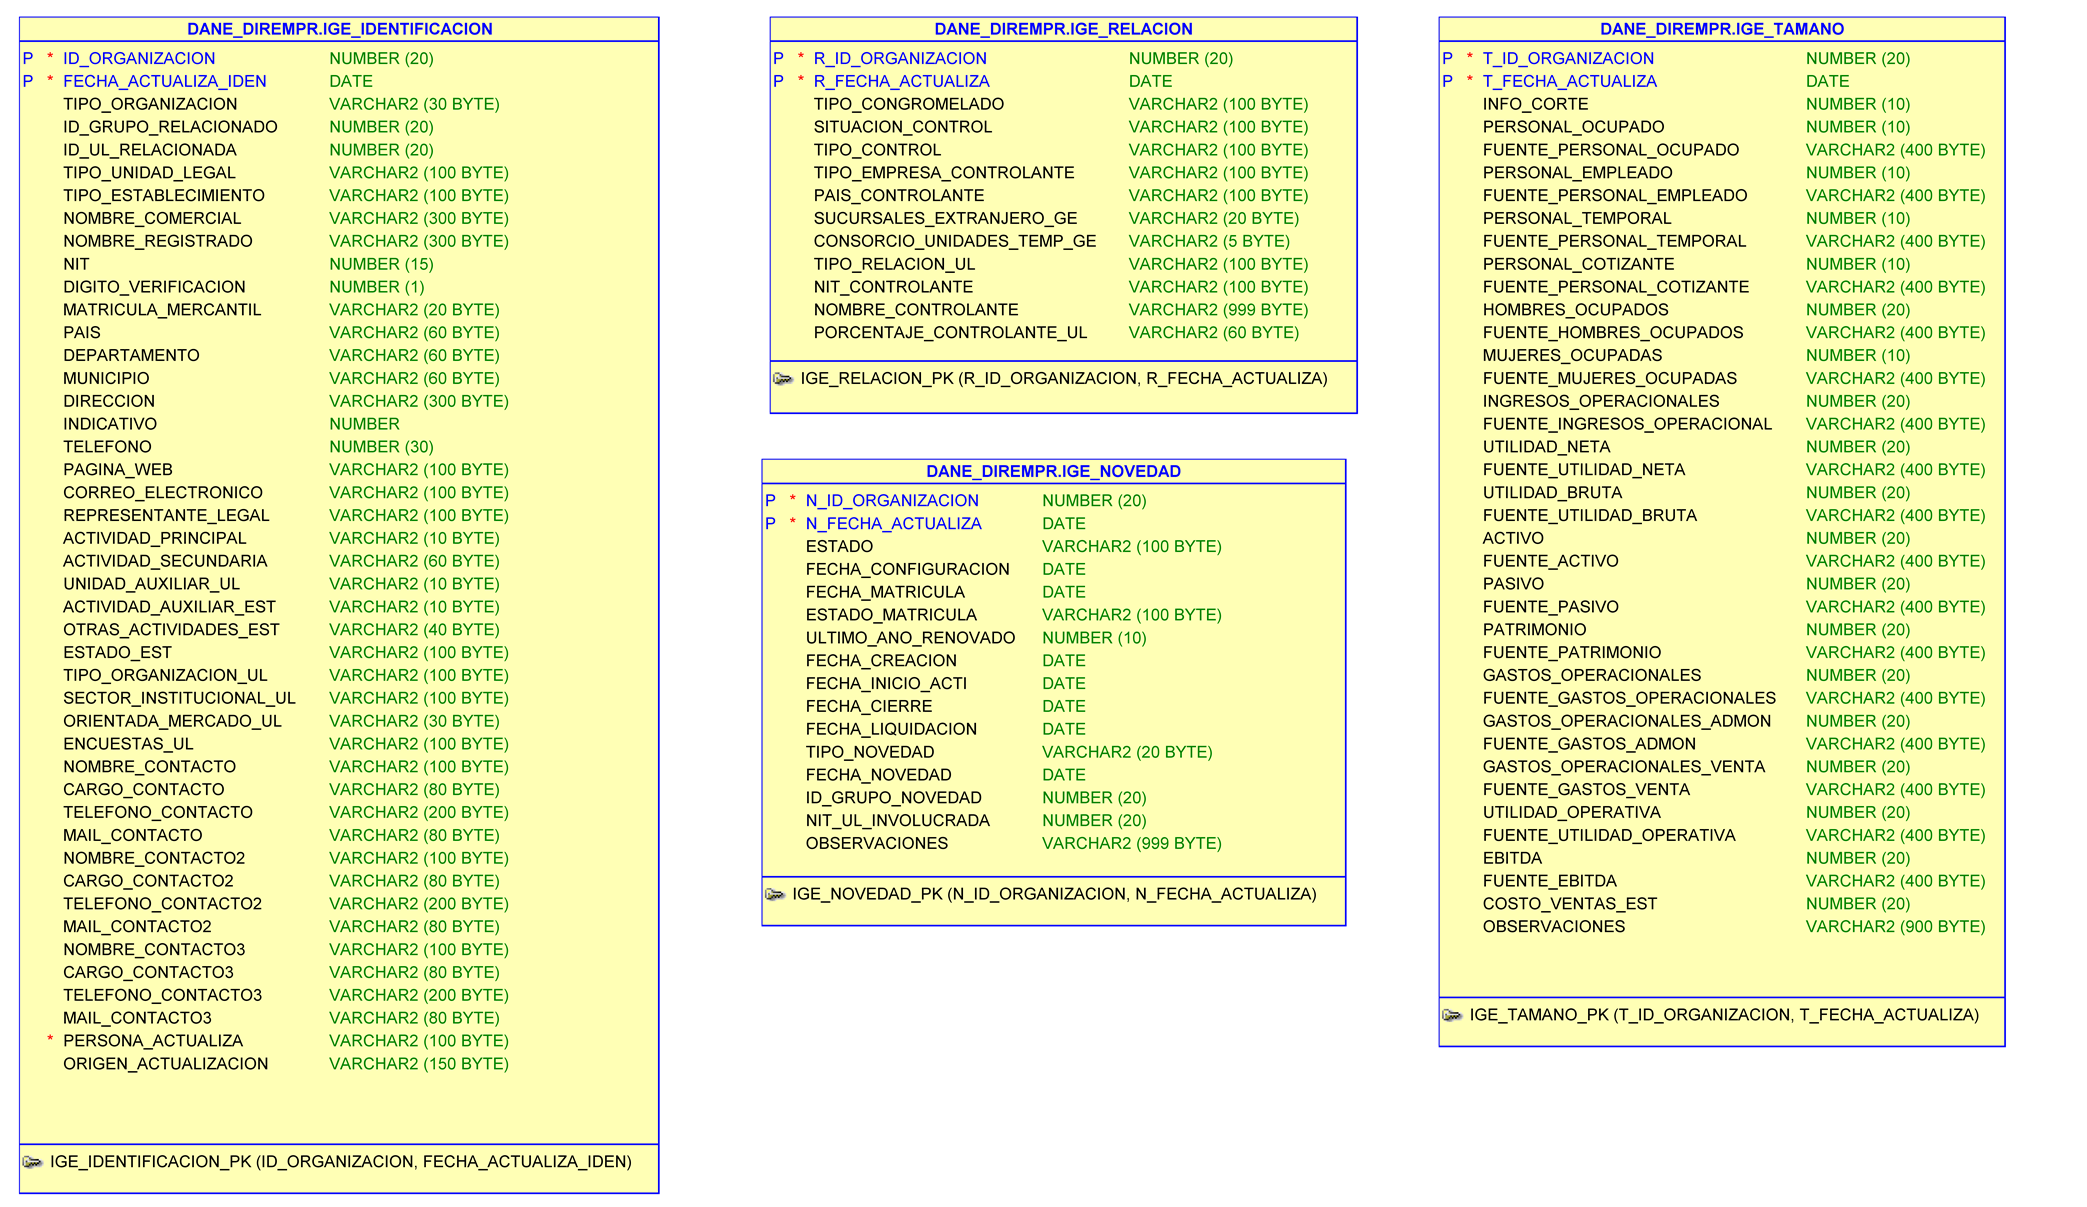 DANE_DIREMPR.IGE_IDENTIFICACION
P * ID_ORGANIZACION NUMBER (20)
P * FECHA_ACTUALIZA_IDEN DATE
TIPO_ORGANIZACION VARCHAR2 (30 BYTE)
ID_GRUPO_RELACIONADO NUMBER (20)
ID_UL_RELACIONADA NUMBER (20)
TIPO_UNIDAD_LEGAL VARCHAR2 (100 BYTE)
TIPO_ESTABLECIMIENTO VARCHAR2 (100 BYTE)
NOMBRE_COMERCIAL VARCHAR2 (300 BYTE)
NOMBRE_REGISTRADO VARCHAR2 (300 BYTE)
NIT NUMBER (15)
DIGITO_VERIFICACION NUMBER (1)
MATRICULA_MERCANTIL VARCHAR2 (20 BYTE)
PAIS VARCHAR2 (60 BYTE)
DEPARTAMENTO VARCHAR2 (60 BYTE)
MUNICIPIO VARCHAR2 (60 BYTE)
DIRECCION VARCHAR2 (300 BYTE)
INDICATIVO NUMBER
TELEFONO NUMBER (30)
PAGINA_WEB VARCHAR2 (100 BYTE)
CORREO_ELECTRONICO VARCHAR2 (100 BYTE)
REPRESENTANTE_LEGAL VARCHAR2 (100 BYTE)
ACTIVIDAD_PRINCIPAL VARCHAR2 (10 BYTE)
ACTIVIDAD_SECUNDARIA VARCHAR2 (60 BYTE)
UNIDAD_AUXILIAR_UL VARCHAR2 (10 BYTE)
ACTIVIDAD_AUXILIAR_EST VARCHAR2 (10 BYTE)
OTRAS_ACTIVIDADES_EST VARCHAR2 (40 BYTE)
ESTADO_EST VARCHAR2 (100 BYTE)
TIPO_ORGANIZACION_UL VARCHAR2 (100 BYTE)
SECTOR_INSTITUCIONAL_UL VARCHAR2 (100 BYTE)
ORIENTADA_MERCADO_UL VARCHAR2 (30 BYTE)
ENCUESTAS_UL VARCHAR2 (100 BYTE)
NOMBRE_CONTACTO VARCHAR2 (100 BYTE)
CARGO_CONTACTO VARCHAR2 (80 BYTE)
TELEFONO_CONTACTO VARCHAR2 (200 BYTE)
MAIL_CONTACTO VARCHAR2 (80 BYTE)
NOMBRE_CONTACTO2 VARCHAR2 (100 BYTE)
CARGO_CONTACTO2 VARCHAR2 (80 BYTE)
TELEFONO_CONTACTO2 VARCHAR2 (200 BYTE)
MAIL_CONTACTO2 VARCHAR2 (80 BYTE)
NOMBRE_CONTACTO3 VARCHAR2 (100 BYTE)
CARGO_CONTACTO3 VARCHAR2 (80 BYTE)
TELEFONO_CONTACTO3 VARCHAR2 (200 BYTE)
MAIL_CONTACTO3 VARCHAR2 (80 BYTE)
* PERSONA_ACTUALIZA VARCHAR2 (100 BYTE)
ORIGEN_ACTUALIZACION VARCHAR2 (150 BYTE)
IGE_IDENTIFICACION_PK (ID_ORGANIZACION, FECHA_ACTUALIZA_IDEN)
DANE_DIREMPR.IGE_RELACION
P * R_ID_ORGANIZACION NUMBER (20)
P * R_FECHA_ACTUALIZA DATE
TIPO_CONGROMELADO VARCHAR2 (100 BYTE)
SITUACION_CONTROL VARCHAR2 (100 BYTE)
TIPO_CONTROL VARCHAR2 (100 BYTE)
TIPO_EMPRESA_CONTROLANTE VARCHAR2 (100 BYTE)
PAIS_CONTROLANTE VARCHAR2 (100 BYTE)
SUCURSALES_EXTRANJERO_GE VARCHAR2 (20 BYTE)
CONSORCIO_UNIDADES_TEMP_GE VARCHAR2 (5 BYTE)
TIPO_RELACION_UL VARCHAR2 (100 BYTE)
NIT_CONTROLANTE VARCHAR2 (100 BYTE)
NOMBRE_CONTROLANTE VARCHAR2 (999 BYTE)
PORCENTAJE_CONTROLANTE_UL VARCHAR2 (60 BYTE)
IGE_RELACION_PK (R_ID_ORGANIZACION, R_FECHA_ACTUALIZA)
DANE_DIREMPR.IGE_NOVEDAD
P * N_ID_ORGANIZACION NUMBER (20)
P * N_FECHA_ACTUALIZA DATE
ESTADO VARCHAR2 (100 BYTE)
FECHA_CONFIGURACION DATE
FECHA_MATRICULA DATE
ESTADO_MATRICULA VARCHAR2 (100 BYTE)
ULTIMO_ANO_RENOVADO NUMBER (10)
FECHA_CREACION DATE
FECHA_INICIO_ACTI DATE
FECHA_CIERRE DATE
FECHA_LIQUIDACION DATE
TIPO_NOVEDAD VARCHAR2 (20 BYTE)
FECHA_NOVEDAD DATE
ID_GRUPO_NOVEDAD NUMBER (20)
NIT_UL_INVOLUCRADA NUMBER (20)
OBSERVACIONES VARCHAR2 (999 BYTE)
IGE_NOVEDAD_PK (N_ID_ORGANIZACION, N_FECHA_ACTUALIZA)
DANE_DIREMPR.IGE_TAMANO
P * T_ID_ORGANIZACION NUMBER (20)
P * T_FECHA_ACTUALIZA DATE
INFO_CORTE NUMBER (10)
PERSONAL_OCUPADO NUMBER (10)
FUENTE_PERSONAL_OCUPADO VARCHAR2 (400 BYTE)
PERSONAL_EMPLEADO NUMBER (10)
FUENTE_PERSONAL_EMPLEADO VARCHAR2 (400 BYTE)
PERSONAL_TEMPORAL NUMBER (10)
FUENTE_PERSONAL_TEMPORAL VARCHAR2 (400 BYTE)
PERSONAL_COTIZANTE NUMBER (10)
FUENTE_PERSONAL_COTIZANTE VARCHAR2 (400 BYTE)
HOMBRES_OCUPADOS NUMBER (20)
FUENTE_HOMBRES_OCUPADOS VARCHAR2 (400 BYTE)
MUJERES_OCUPADAS NUMBER (10)
FUENTE_MUJERES_OCUPADAS VARCHAR2 (400 BYTE)
INGRESOS_OPERACIONALES NUMBER (20)
FUENTE_INGRESOS_OPERACIONAL VARCHAR2 (400 BYTE)
UTILIDAD_NETA NUMBER (20)
FUENTE_UTILIDAD_NETA VARCHAR2 (400 BYTE)
UTILIDAD_BRUTA NUMBER (20)
FUENTE_UTILIDAD_BRUTA VARCHAR2 (400 BYTE)
ACTIVO NUMBER (20)
FUENTE_ACTIVO VARCHAR2 (400 BYTE)
PASIVO NUMBER (20)
FUENTE_PASIVO VARCHAR2 (400 BYTE)
PATRIMONIO NUMBER (20)
FUENTE_PATRIMONIO VARCHAR2 (400 BYTE)
GASTOS_OPERACIONALES NUMBER (20)
FUENTE_GASTOS_OPERACIONALES VARCHAR2 (400 BYTE)
GASTOS_OPERACIONALES_ADMON NUMBER (20)
FUENTE_GASTOS_ADMON VARCHAR2 (400 BYTE)
GASTOS_OPERACIONALES_VENTA NUMBER (20)
FUENTE_GASTOS_VENTA VARCHAR2 (400 BYTE)
UTILIDAD_OPERATIVA NUMBER (20)
FUENTE_UTILIDAD_OPERATIVA VARCHAR2 (400 BYTE)
EBITDA NUMBER (20)
FUENTE_EBITDA VARCHAR2 (400 BYTE)
COSTO_VENTAS_EST NUMBER (20)
OBSERVACIONES VARCHAR2 (900 BYTE)
IGE_TAMANO_PK (T_ID_ORGANIZACION, T_FECHA_ACTUALIZA)